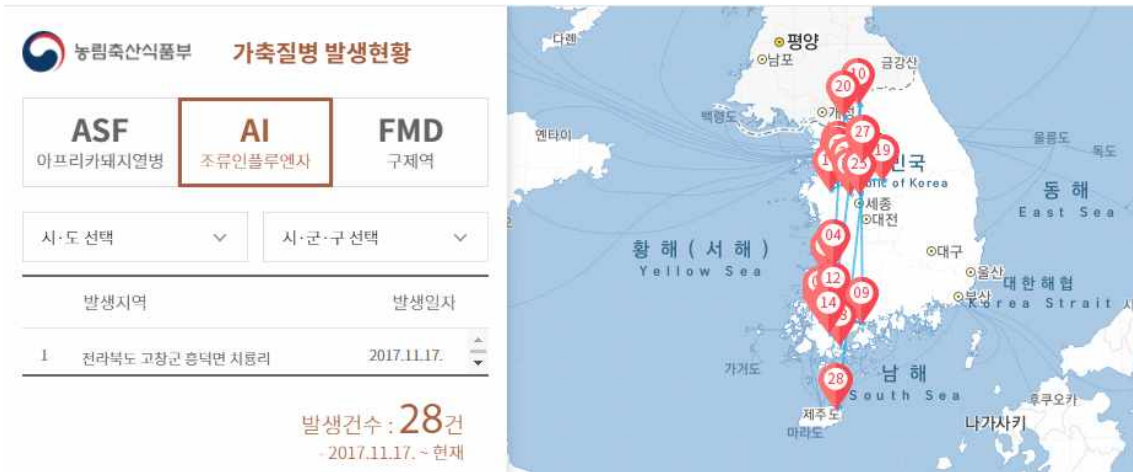 농림축산식품부 가축질병 발생현황
ASF
아프리카돼지열병
AI
조류인플루엔자
FMD
구제역
시·도 선택
시·군·구 선택
발생지역 발생일자
1 전라북도 고창군 흥덕면 치룡리 2017.11.17.
발생건수 : 28건
- 2017.11.17. ~ 현재
다롄
평양
남포
금강산
10
20
백령도
옌타이
27
19
23
울릉도
독도
민국
of Korea
동해
East Sea
세종
대전
황해 (서해)
Yellow Sea
04
대구
울산
12
09
14
대한해협
부산
Korea Strait
가거도
28
남해
South Sea
제주도
마라도
후쿠오카
나가사키